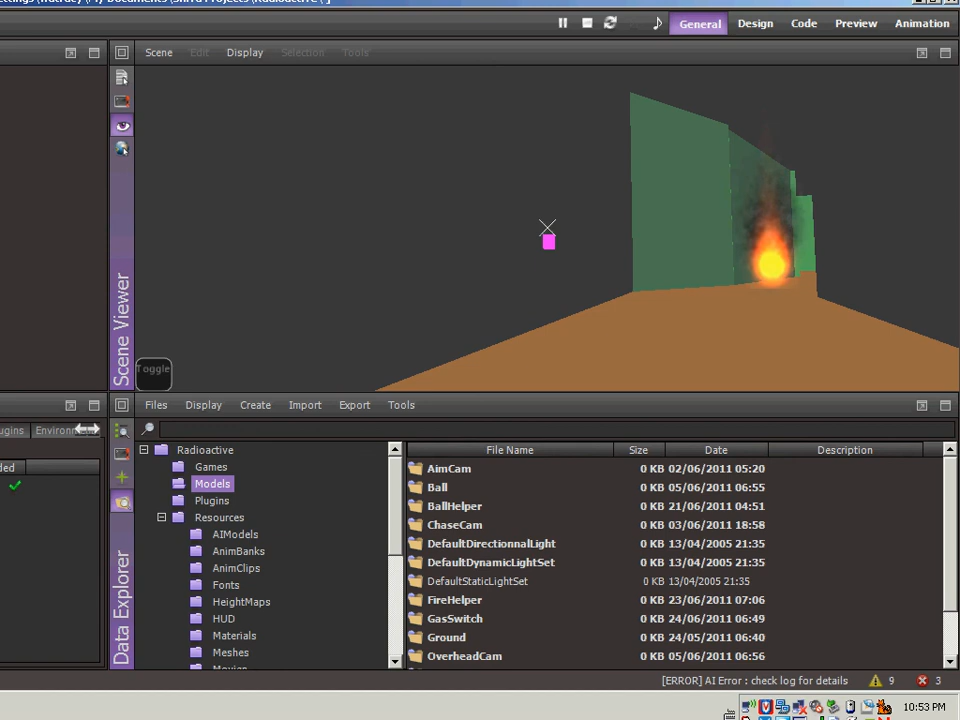 General Design Code Preview Animation
Scene Edit Display Selection Tools
Scene Viewer
Toggle
Files Display Create Import Export Tools
Radioactive
Games
Models
Plugins
Resources
AIModels
AnimBanks
AnimClips
Fonts
HeightMaps
HUD
Materials
Meshes
Data Explorer
File Name Size Date Description
AimCam 0 KB 02/06/2011 05:20
Ball 0 KB 05/06/2011 06:55
BallHelper 0 KB 21/06/2011 04:51
ChaseCam 0 KB 03/06/2011 18:58
DefaultDirectionnalLight 0 KB 13/04/2005 21:35
DefaultDynamicLightSet 0 KB 13/04/2005 21:35
DefaultStaticLightSet 0 KB 13/04/2005 21:35
FireHelper 0 KB 23/06/2011 07:06
GasSwitch 0 KB 24/06/2011 06:49
Ground 0 KB 24/05/2011 06:40
OverheadCam 0 KB 05/06/2011 06:56
[ERROR] AI Error : check log for details 9 3
10:53 PM